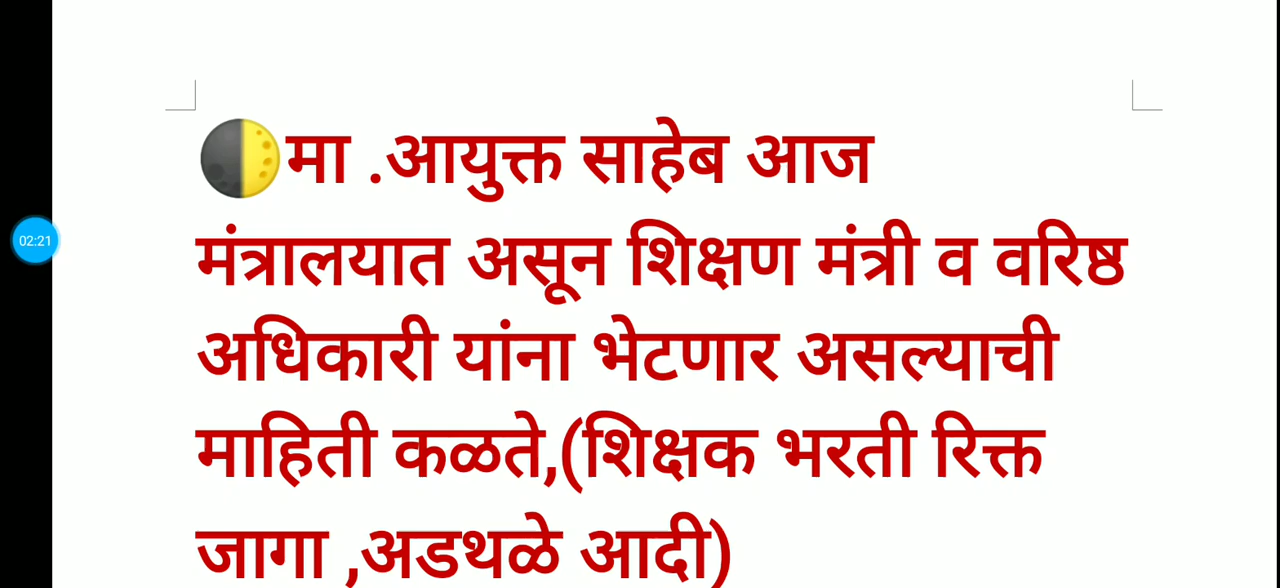 🌓मा .आयुक्त साहेब आज
मंत्रालयात असून शिक्षण मंत्री व वरिष्ठ
अधिकारी यांना भेटणार असल्याची
माहिती कळते,(शिक्षक भरती रिक्त
जागा ,अडथळे आदी)
02:21